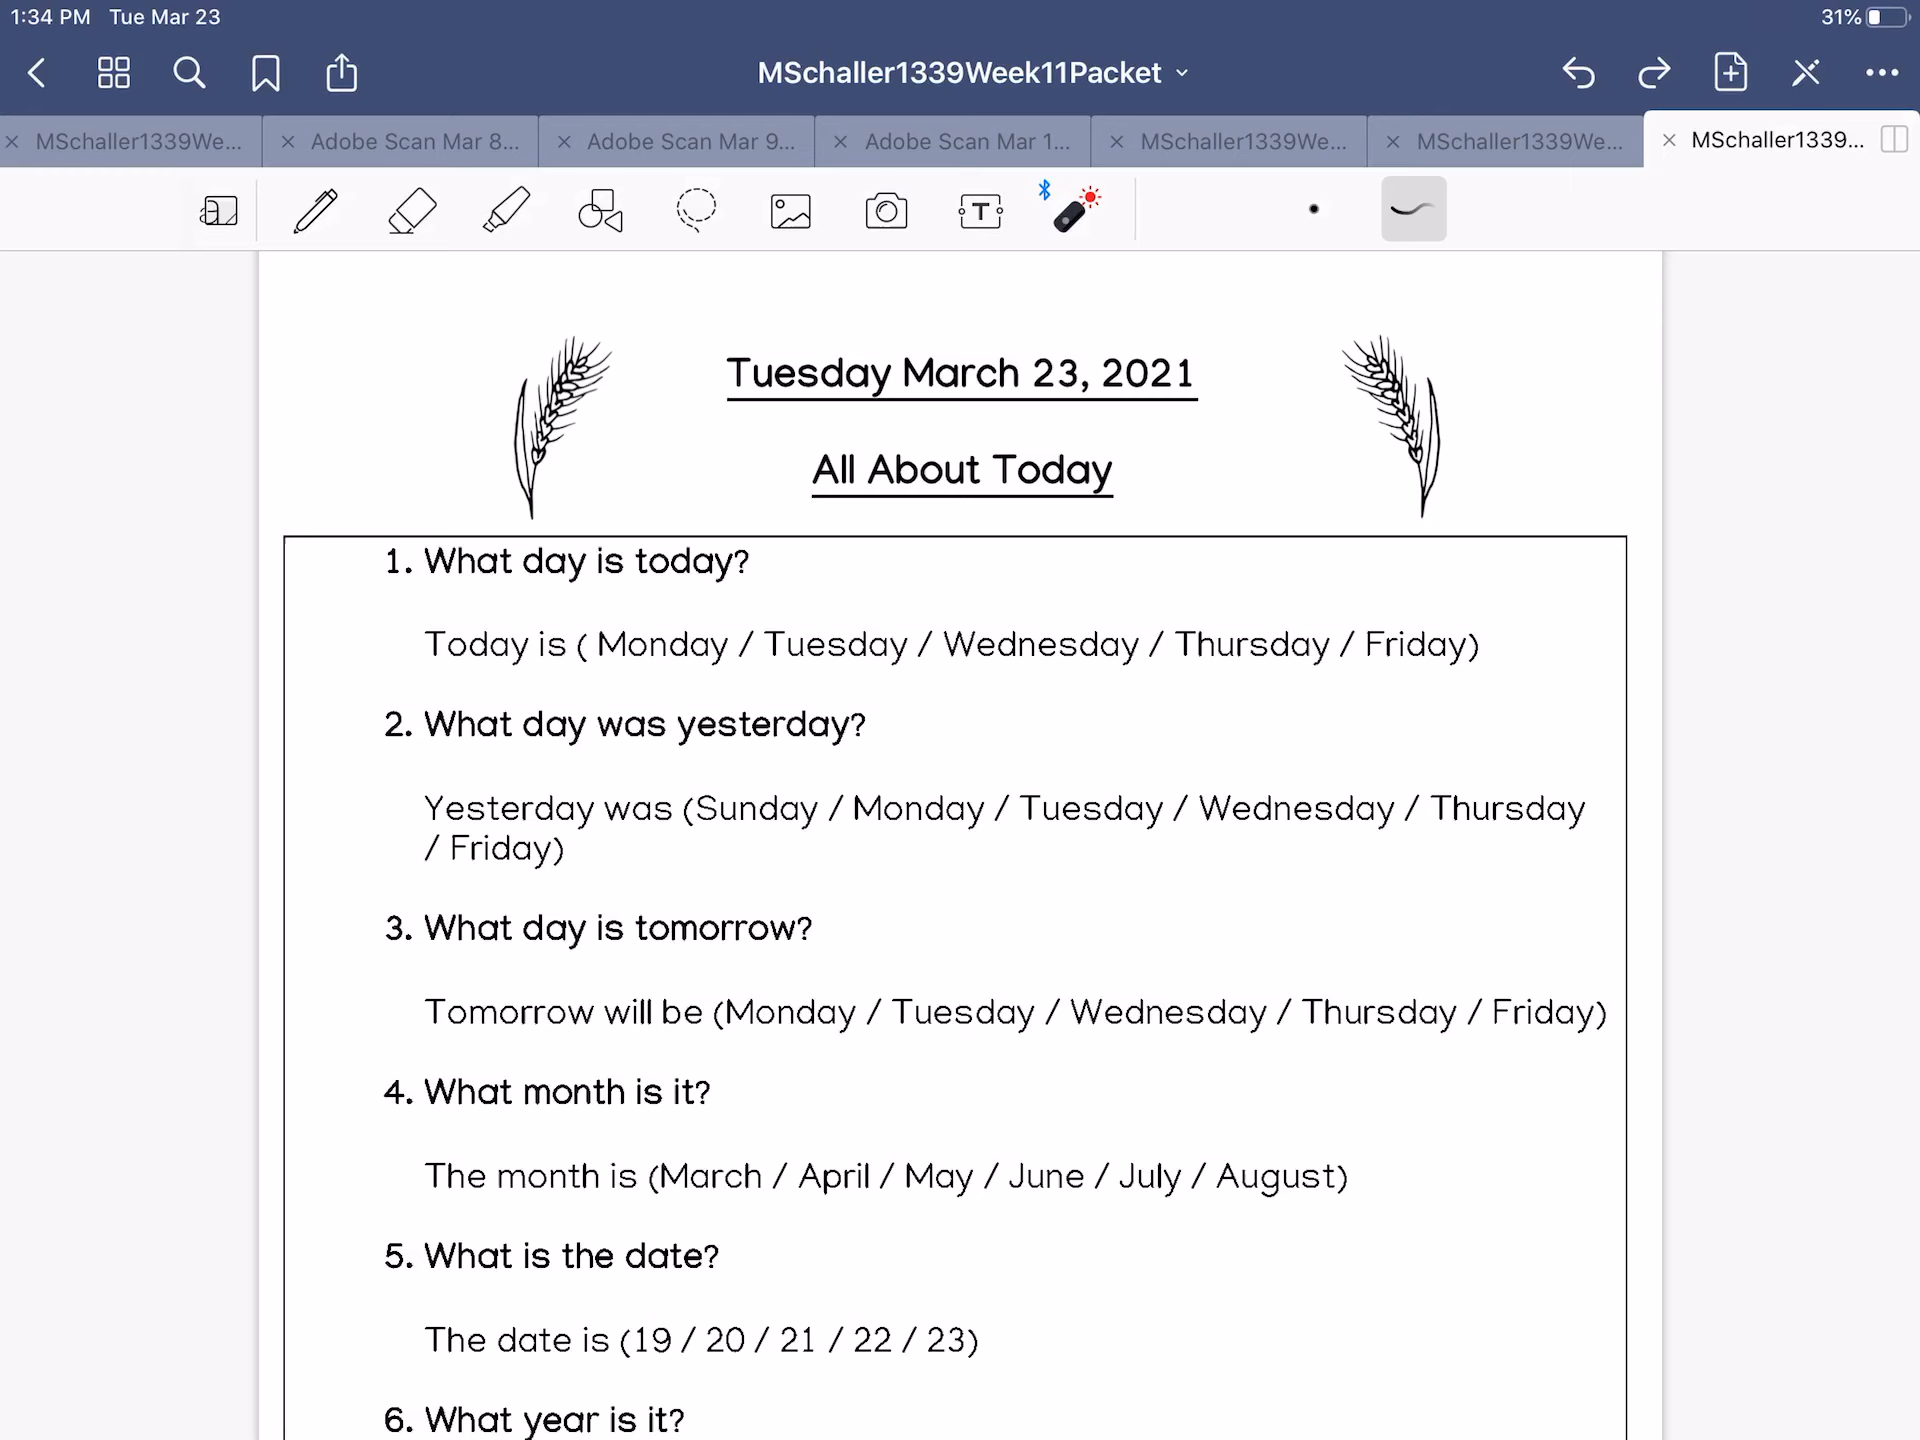 1:34 PM Tue Mar 23 31%
MSchaller1339Week11Packet
MSchaller1339We... Adobe Scan Mar 8... Adobe Scan Mar 9... Adobe Scan Mar 1... MSchaller1339We... MSchaller1339We... MSchaller1339...
Tuesday March 23, 2021
All About Today
1. What day is today?
Today is ( Monday / Tuesday / Wednesday / Thursday / Friday)
2. What day was yesterday?
Yesterday was (Sunday / Monday / Tuesday / Wednesday / Thursday
/ Friday)
3. What day is tomorrow?
Tomorrow will be (Monday / Tuesday / Wednesday / Thursday / Friday)
4. What month is it?
The month is (March / April / May / June / July / August)
5. What is the date?
The date is (19 / 20 / 21 / 22 / 23)
6. What year is it?